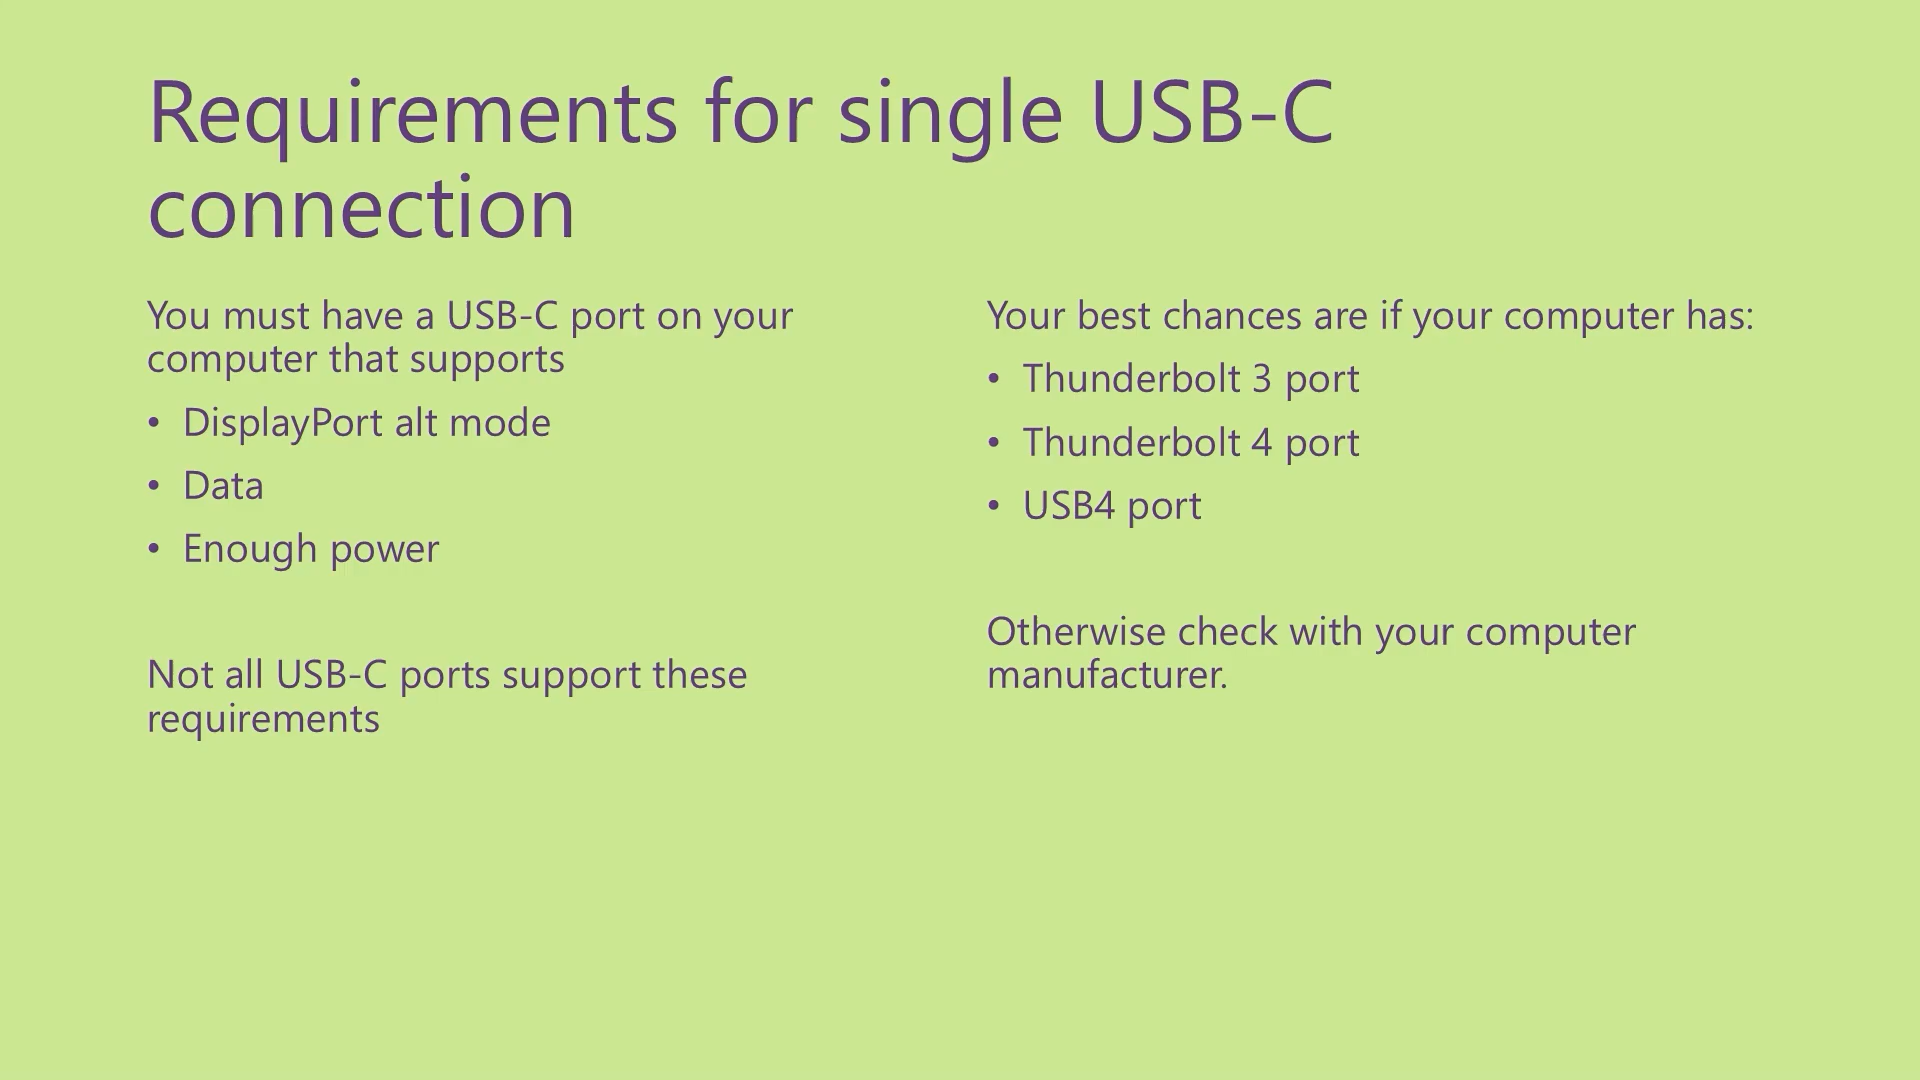 Requirements for single USB-C
connection
You must have a USB-C port on your
computer that supports
• DisplayPort alt mode
• Data
• Enough power
Not all USB-C ports support these
requirements
Your best chances are if your computer has:
• Thunderbolt 3 port
• Thunderbolt 4 port
• USB4 port
Otherwise check with your computer
manufacturer.